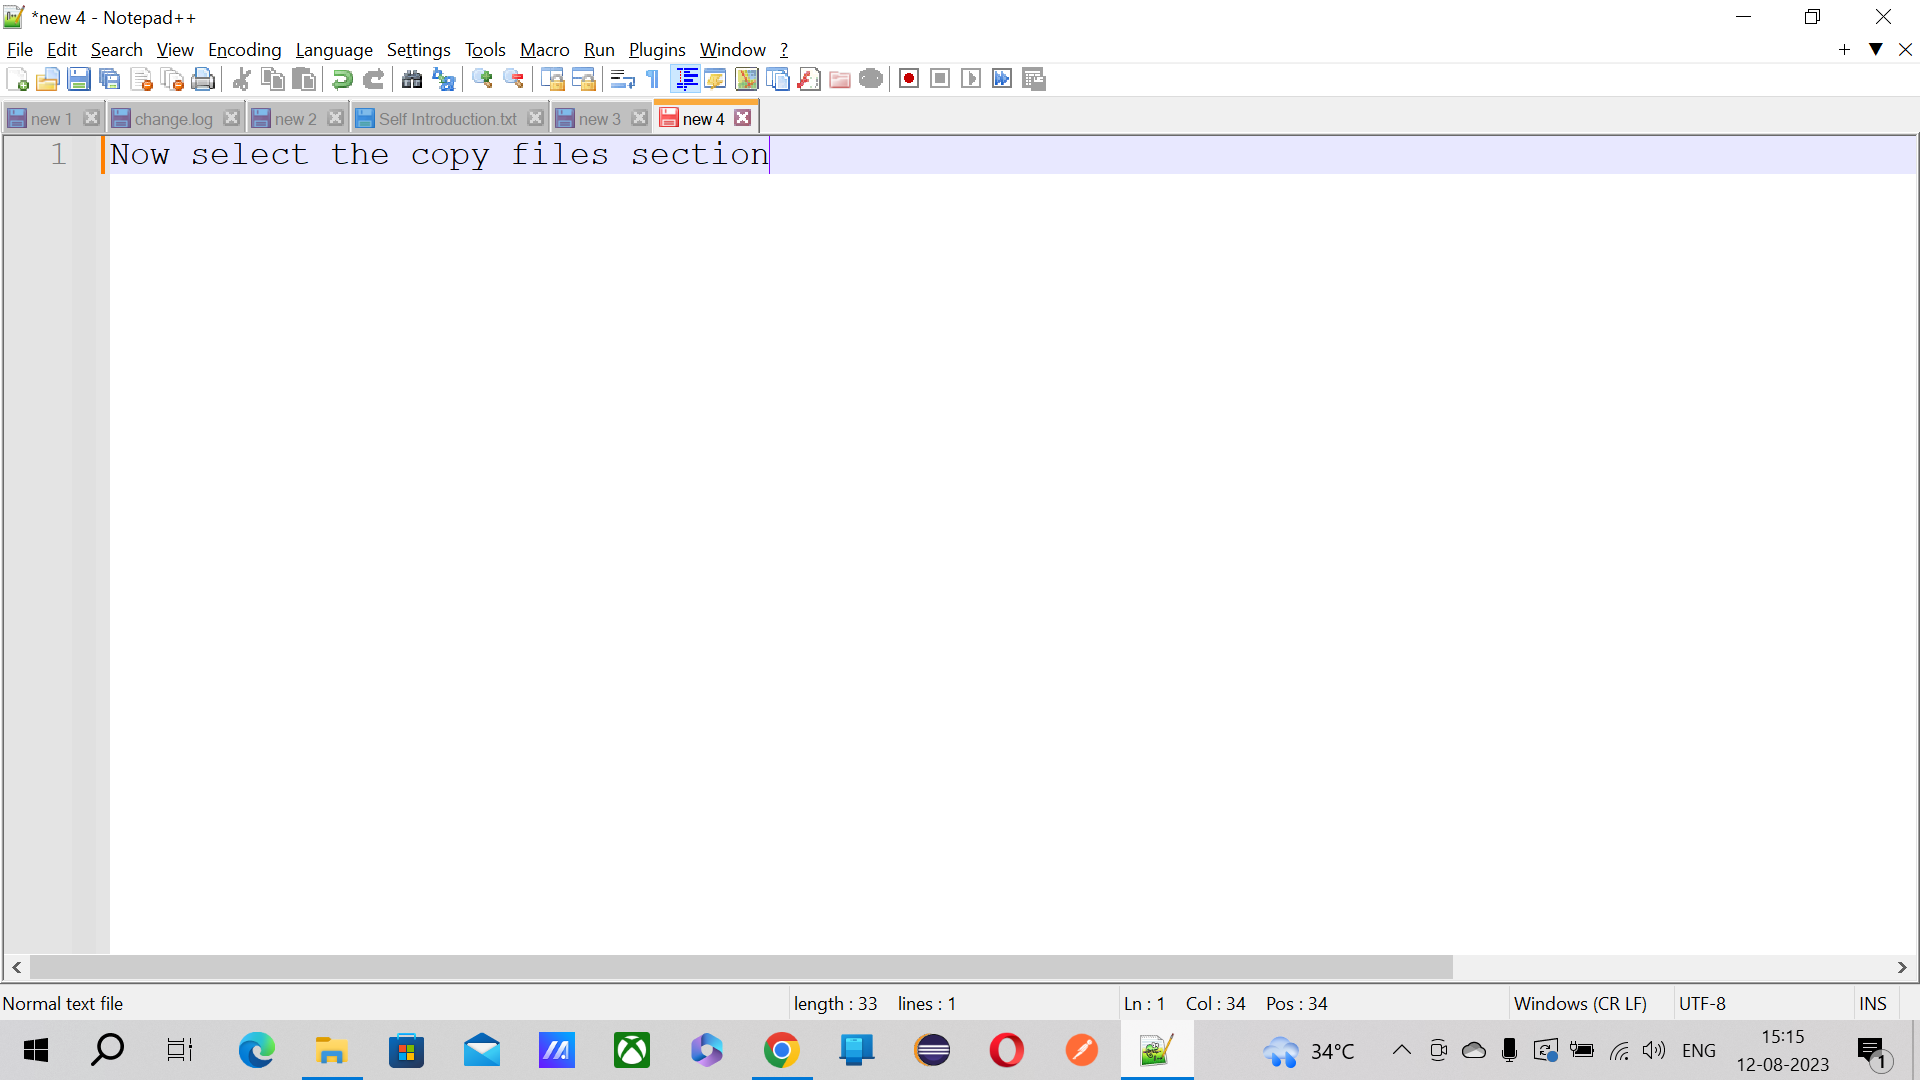 *new 4 - Notepad++
File Edit Search View Encoding Language Settings Tools Macro Run Plugins Window ?
new 1 change.log new 2 Self Introduction.txt new 3 new 4
1 Now select the copy files section
Normal text file length : 33 lines : 1 Ln : 1 Col : 34 Pos : 34 Windows (CR LF) UTF-8 INS
34°C ENG 15:15
12-08-2023 1